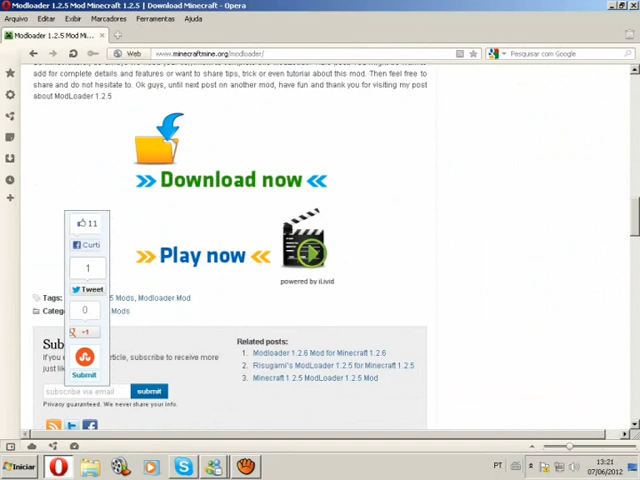 Modloader 1.2.5 Mod Minecraft 1.2.5 | Download Minecraft - Opera
Arquivo Editar Exibir Marcadores Ferramentas Ajuda
Modloader 1.2.5 Mod Mi...
Web www.minecraftmine.org/modloader/ Pesquisar com Google
add for complete details and features or want to share tips, trick or even tutorial about this mod. Then feel free to
share and do not hesitate to. Ok guys, until next post on another mod, have fun and thank you for visiting my post
about ModLoader 1.2.5
Download now
11
Curti
Play now
1
powered by iLivid
Tweet
Tags: 5 Mods, Modloader Mod
0
Categ Mods
+1
Sub
Related posts:
If you article, subscribe to receive more
just lik
1. Modloader 1.2.6 Mod for Minecraft 1.2.6
2. Risugami's ModLoader 1.2.5 for Minecraft 1.2.5
3. Minecraft 1 2.5 ModLoader 1.2.5 Mod
Submit
subscribe via email submit
Privacy guaranteed. We never share your info.
Iniciar PT 13:21
07/06/2012